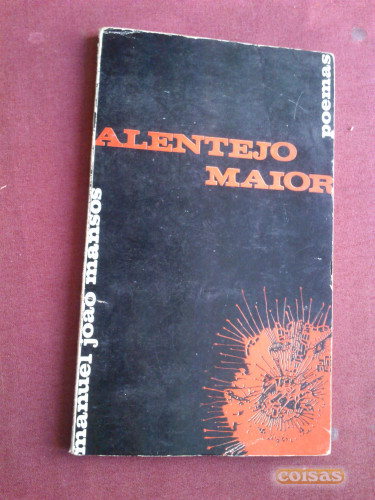 poemas
ALENTEJO
MAIOR
manuel joão mansos
coisas